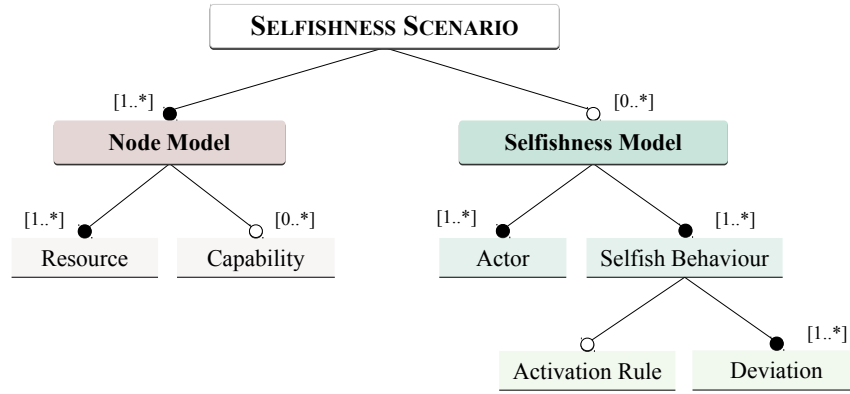 SELFISHNESS SCENARIO
[1..*]
[0..*]
Node Model
Selfishness Model
[1..*]
[0..*]
[1..*]
[1..*]
Resource
Capability
Actor
Selfish Behaviour
[1..*]
Activation Rule
Deviation